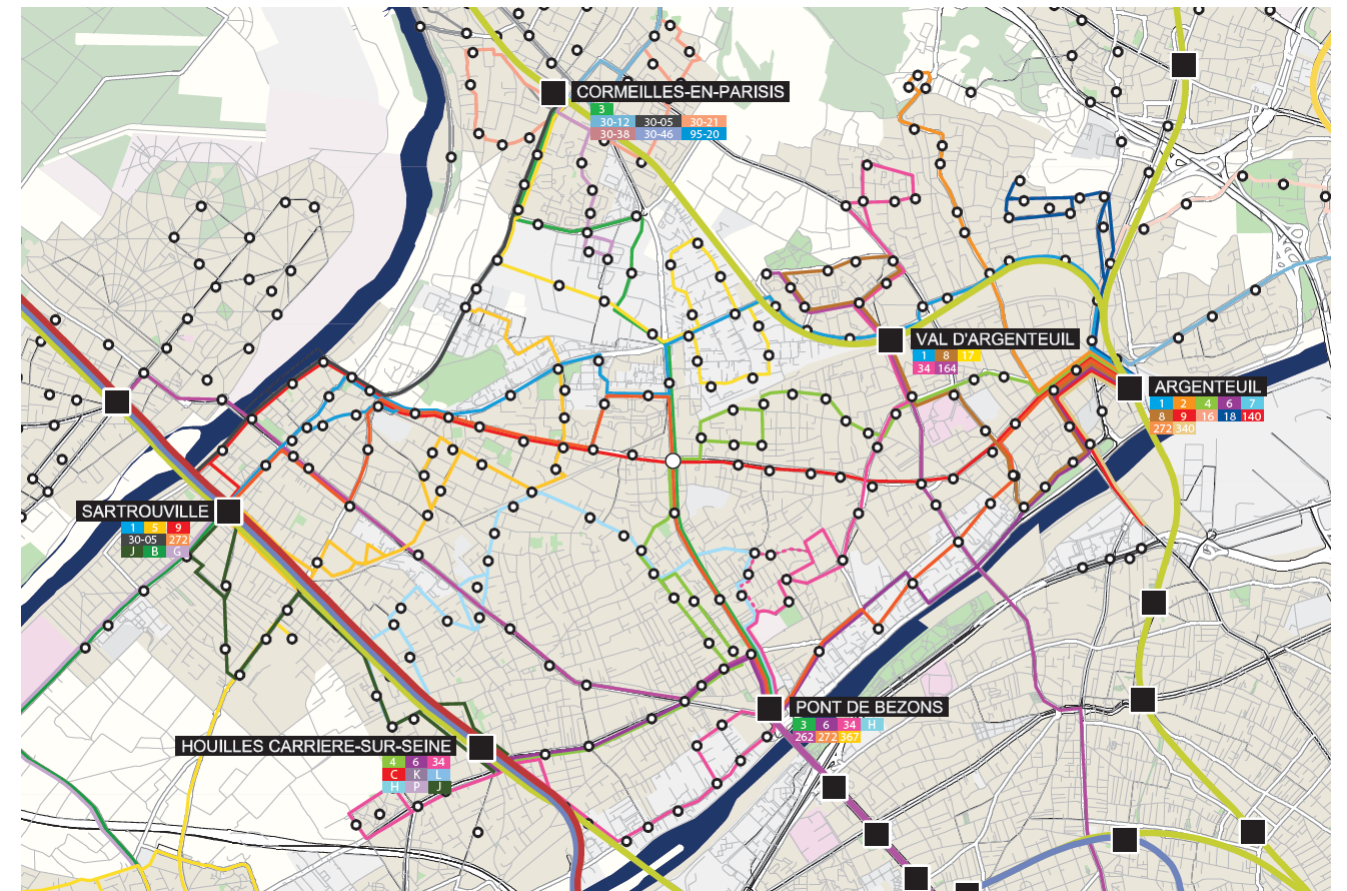 CORMEILLES-EN-PARISIS
3
30-12 30-05 30-21
30-38 30-46 95-20
VAL D'ARGENTEUIL
1 8 17
34 164
ARGENTEUIL
1 2 4 6 7
8 9 16 18 140
272 340
SARTROUVILLE
1 5 9
30-05 272
J B G
PONT DE BEZONS
3 6 34 H
262 272 367
HOUILLES CARRIERE-SUR-SEINE
4 6 34
C K L
H P J